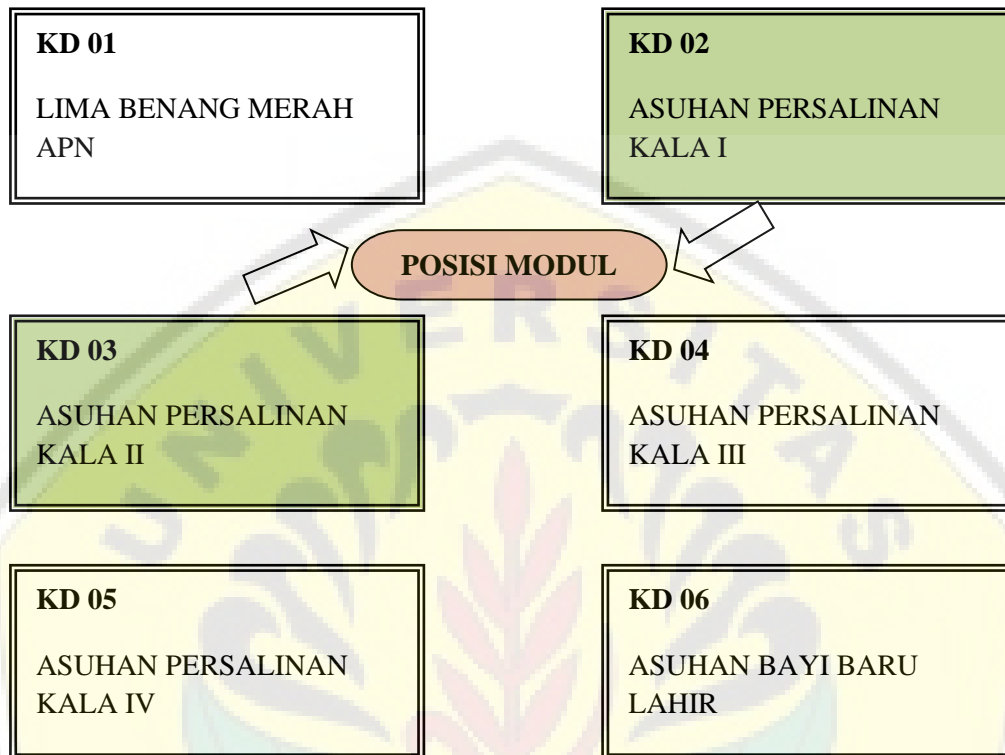 KD 01
LIMA BENANG MERAH
APN
KD 02
ASUHAN PERSALINAN
KALA I
POSISI MODUL
KD 03
ASUHAN PERSALINAN
KALA II
KD 04
ASUHAN PERSALINAN
KALA III
KD 05
ASUHAN PERSALINAN
KALA IV
KD 06
ASUHAN BAYI BARU
LAHIR
UNIVERSITAS